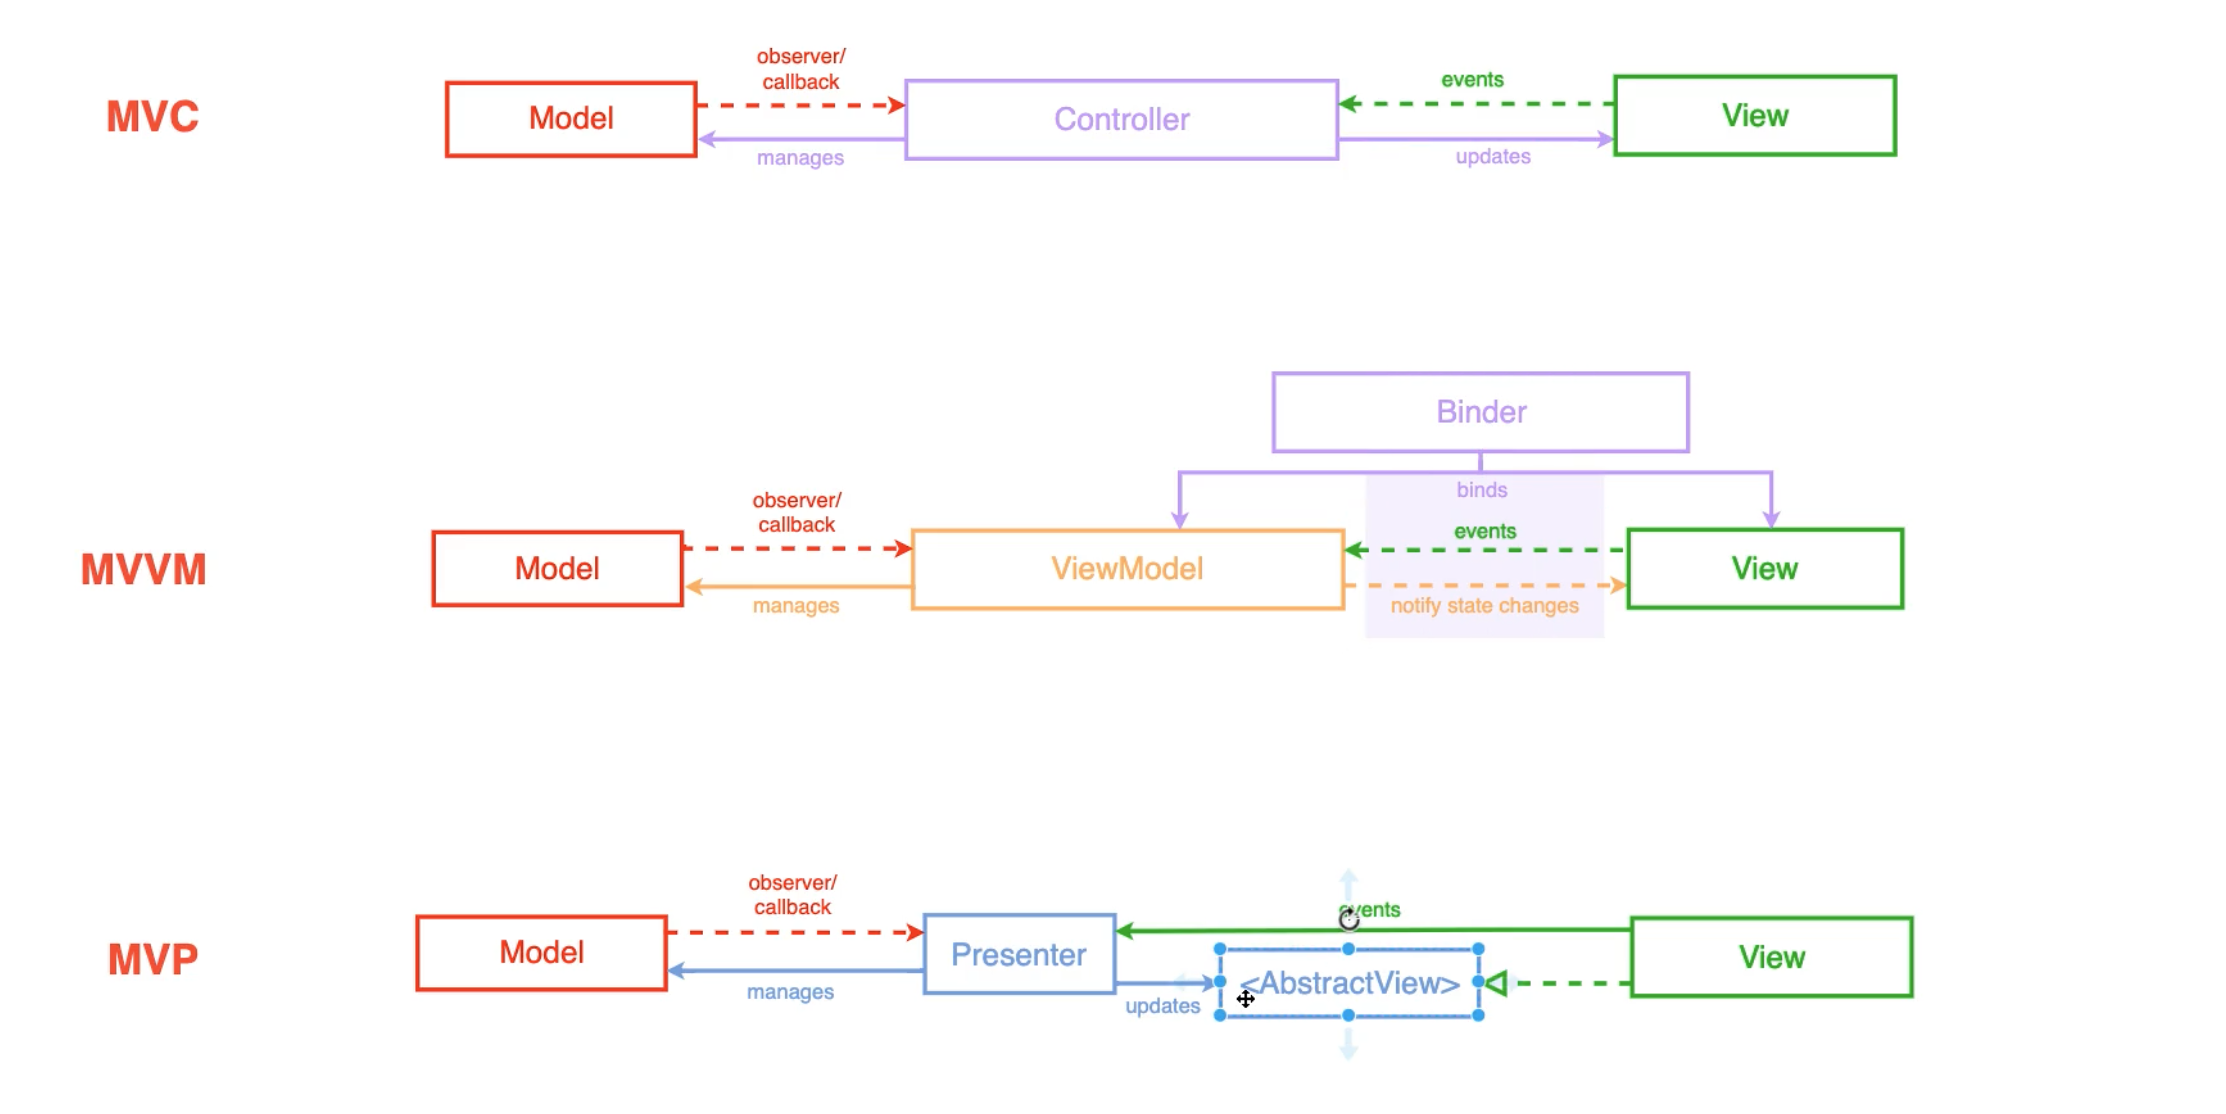 MVC
observer/
callback
Model
manages
Controller
events
updates
View
MVVM
Binder
binds
observer/
callback
Model
manages
ViewModel
events
notify state changes
View
MVP
observer/
callback
Model
manages
Presenter
events
updates
<AbstractView>
View